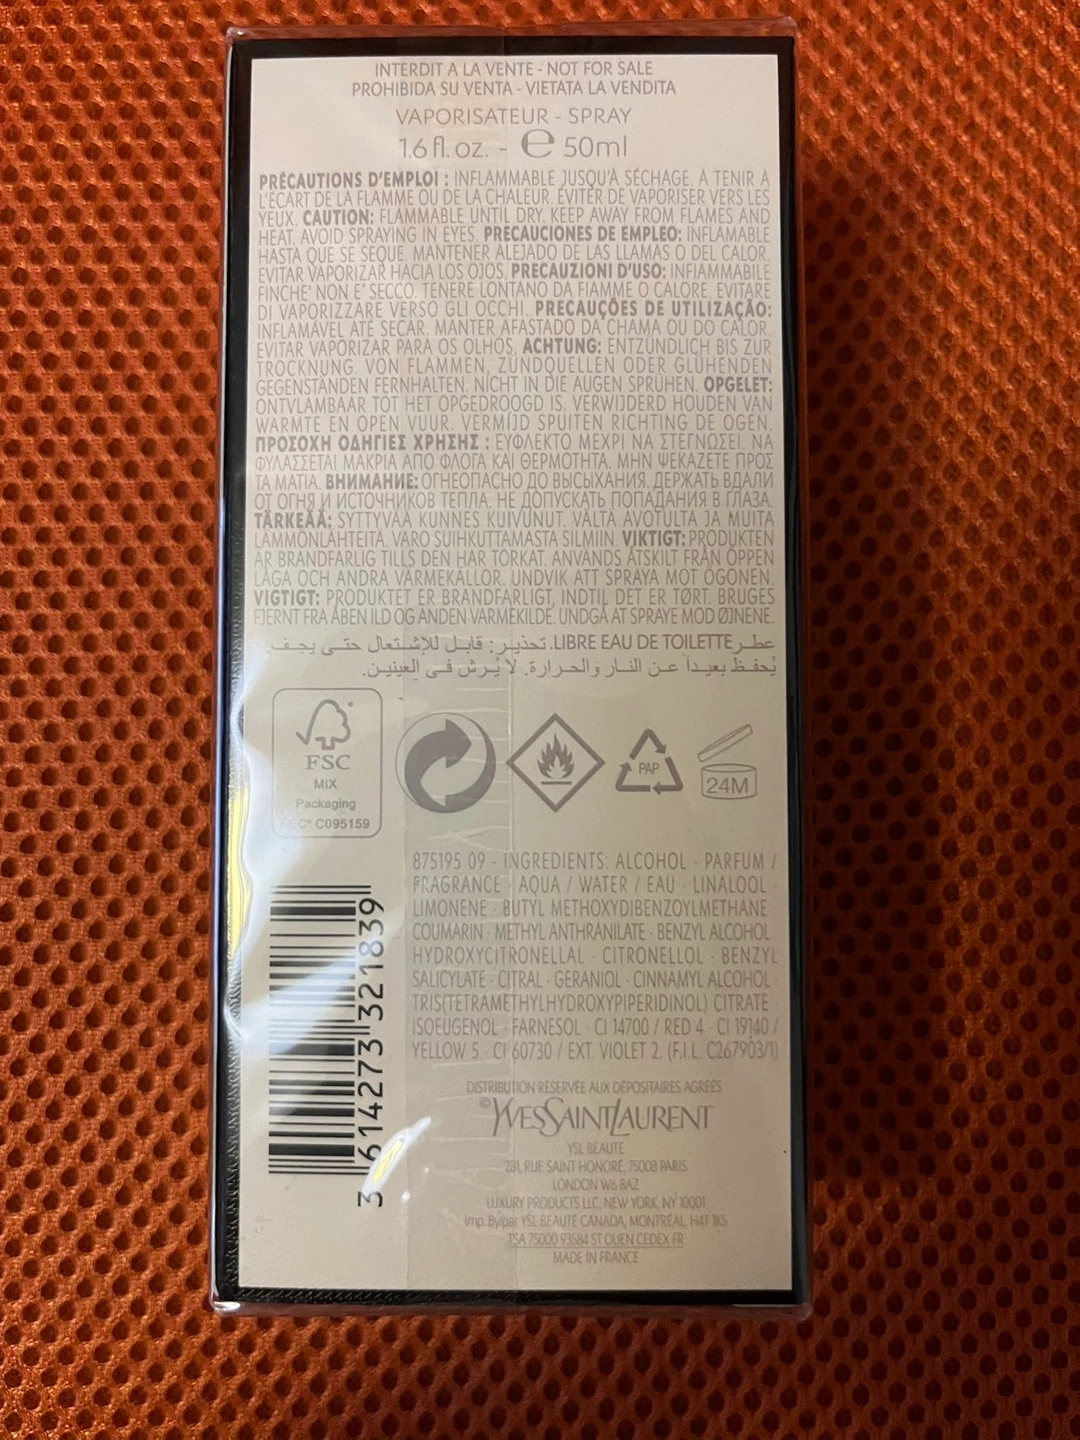 INTERDIT A LA VENTE - NOT FOR SALE
PROHIBIDA SU VENTA - VIETATA LA VENDITA
VAPORISATEUR - SPRAY
1.6 fl. oz. - ℮ 50ml
PRÉCAUTIONS D'EMPLOI : INFLAMMABLE JUSQU'À SÉCHAGE. À TENIR À
L'ÉCART DE LA FLAMME OU DE LA CHALEUR. ÉVITER DE VAPORISER VERS LES
YEUX. CAUTION: FLAMMABLE UNTIL DRY. KEEP AWAY FROM FLAMES AND
HEAT. AVOID SPRAYING IN EYES. PRECAUCIONES DE EMPLEO: INFLAMABLE
HASTA QUE SE SEQUE. MANTENER ALEJADO DE LAS LLAMAS O DEL CALOR.
EVITAR VAPORIZAR HACIA LOS OJOS. PRECAUZIONI D'USO: INFIAMMABILE
FINCHE' NON E' SECCO. TENERE LONTANO DA FIAMME O CALORE. EVITARE
DI VAPORIZZARE VERSO GLI OCCHI. PRECAUÇÕES DE UTILIZAÇÃO:
INFLAMÁVEL ATÉ SECAR. MANTER AFASTADO DA CHAMA OU DO CALOR.
EVITAR VAPORIZAR PARA OS OLHOS. ACHTUNG: ENTZÜNDLICH BIS ZUR
TROCKNUNG. VON FLAMMEN, ZÜNDQUELLEN ODER GLÜHENDEN
GEGENSTÄNDEN FERNHALTEN. NICHT IN DIE AUGEN SPRÜHEN. OPGELET:
ONTVLAMBAAR TOT HET OPGEDROOGD IS. VERWIJDERD HOUDEN VAN
WARMTE EN OPEN VUUR. VERMIJD SPUITEN RICHTING DE OGEN.
ΠΡΟΣΟΧΗ ΟΔΗΓΙΕΣ ΧΡΗΣΗΣ : ΕΥΦΛΕΚΤΟ ΜΕΧΡΙ ΝΑ ΣΤΕΓΝΩΣΕΙ. ΝΑ
ΦΥΛΑΣΣΕΤΑΙ ΜΑΚΡΙΑ ΑΠΟ ΦΛΟΓΑ ΚΑΙ ΘΕΡΜΟΤΗΤΑ. ΜΗΝ ΨΕΚΑΖΕΤΕ ΠΡΟΣ
ΤΑ ΜΑΤΙΑ. ВНИМАНИЕ: ОГНЕОПАСНО ДО ВЫСЫХАНИЯ. ДЕРЖАТЬ ВДАЛИ
ОТ ОГНЯ И ИСТОЧНИКОВ ТЕПЛА. НЕ ДОПУСКАТЬ ПОПАДАНИЯ В ГЛАЗА.
TÄRKEÄÄ: SYTTYVÄÄ KUNNES KUIVUNUT. VÄLTÄ AVOTULTA JA MUITA
LÄMMÖNLÄHTEITÄ. VARO SUIHKUTTAMASTA SILMIIN. VIKTIGT: PRODUKTEN
ÄR BRANDFARLIG TILLS DEN HAR TORKAT. ANVÄNDS ÅTSKILT FRÅN ÖPPEN
LÅGA OCH ANDRA VÄRMEKÄLLOR. UNDVIK ATT SPRAYA MOT ÖGONEN.
VIGTIGT: PRODUKTET ER BRANDFARLIGT, INDTIL DET ER TØRT. BRUGES
FJERNT FRA ÅBEN ILD OG ANDEN VARMEKILDE. UNDGÅ AT SPRAYE MOD ØJNENE.
عطر LIBRE EAU DE TOILETTE. تحذير: قابل للإشتعال حتى يجف.
يُحفظ بعيداً عن النار والحرارة. لا يُرش في العينين.
FSC
MIX
Packaging
FSC® C095159
PAP
24M
875195 09 - INGREDIENTS: ALCOHOL · PARFUM /
FRAGRANCE · AQUA / WATER / EAU · LINALOOL ·
LIMONENE · BUTYL METHOXYDIBENZOYLMETHANE
COUMARIN · METHYL ANTHRANILATE · BENZYL ALCOHOL
HYDROXYCITRONELLAL · CITRONELLOL · BENZYL
SALICYLATE · CITRAL · GERANIOL · CINNAMYL ALCOHOL
TRIS(TETRAMETHYLHYDROXYPIPERIDINOL) CITRATE
ISOEUGENOL · FARNESOL · CI 14700 / RED 4 · CI 19140 /
YELLOW 5 · CI 60730 / EXT. VIOLET 2. (F.I.L. C267903/1)
3 614273 321839
DISTRIBUTION RÉSERVÉE AUX DÉPOSITAIRES AGRÉÉS
©YVESSAINTLAURENT
YSL BEAUTÉ
281, RUE SAINT HONORÉ, 75008 PARIS
LONDON W6 8AZ
LUXURY PRODUCTS LLC, NEW YORK, NY 10001
Imp. By/par YSL BEAUTÉ CANADA, MONTRÉAL, H4T 1K5
TSA 75000 93584 ST OUEN CEDEX FR
MADE IN FRANCE